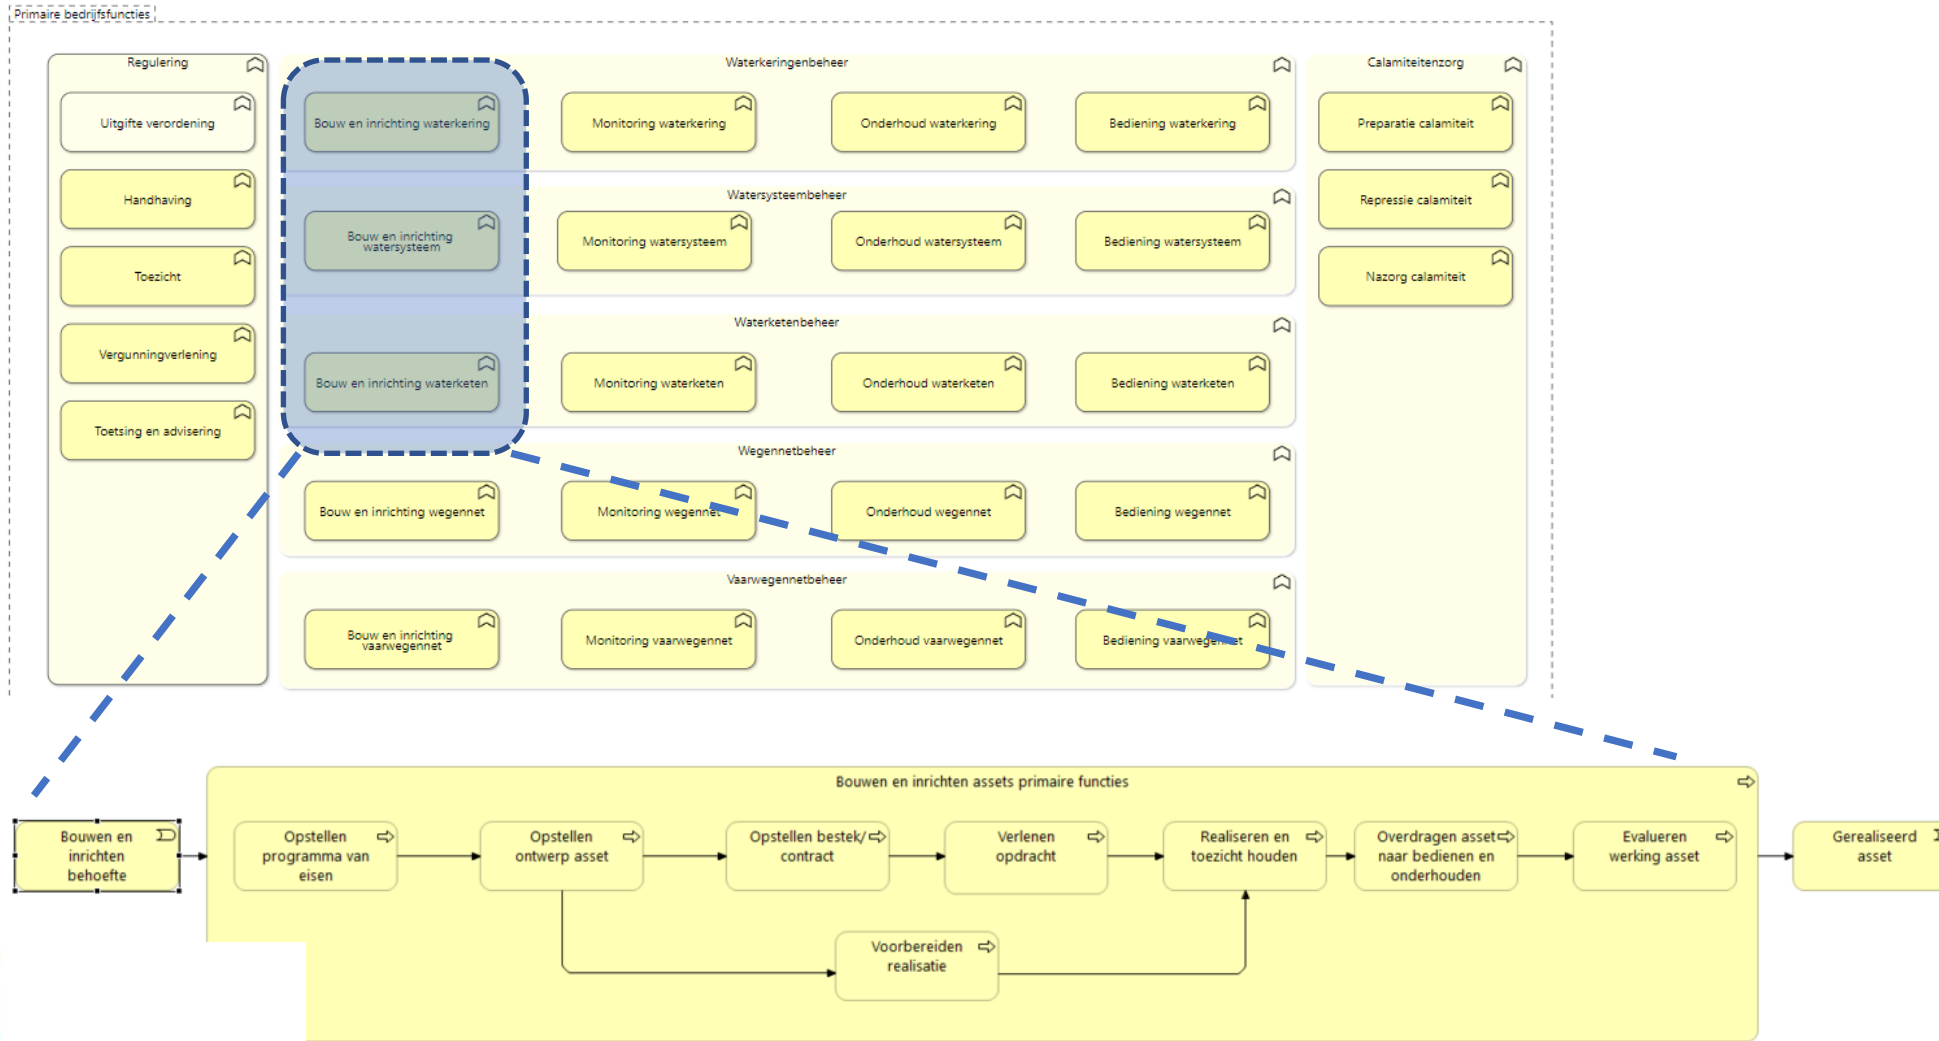 Primaire bedrijfsfuncties
Regulering
Uitgifte verordening
Handhaving
Toezicht
Vergunningverlening
Toetsing en advisering
Waterkeringenbeheer
Bouw en inrichting waterkering
Monitoring waterkering
Onderhoud waterkering
Bediening waterkering
Watersysteembeheer
Bouw en inrichting
watersysteem
Monitoring watersysteem
Onderhoud watersysteem
Bediening watersysteem
Waterketenbeheer
Bouw en inrichting waterketen
Monitoring waterketen
Onderhoud waterketen
Bediening waterketen
Wegennetbeheer
Bouw en inrichting wegennet
Monitoring wegennet
Onderhoud wegennet
Bediening wegennet
Vaarwegennetbeheer
Bouw en inrichting
vaarwegennet
Monitoring vaarwegennet
Onderhoud vaarwegennet
Bediening vaarwegennet
Calamiteitenzorg
Preparatie calamiteit
Repressie calamiteit
Nazorg calamiteit
Bouwen en inrichten assets primaire functies
Bouwen en
inrichten
behoefte
Opstellen
programma van
eisen
Opstellen
ontwerp asset
Opstellen bestek/
contract
Verlenen
opdracht
Realiseren en
toezicht houden
Overdragen asset
naar bedienen en
onderhouden
Evalueren
werking asset
Gerealiseerd
asset
Voorbereiden
realisatie